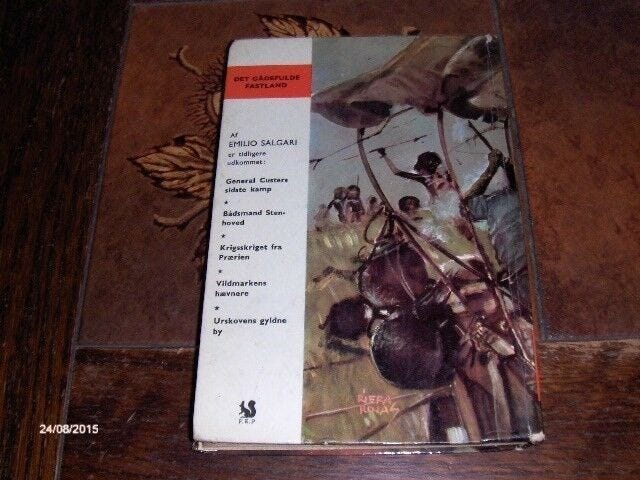 DET GÅDEFULDE
FASTLAND
Af
EMILIO SALGARI
er tidligere
udkommet:
General Custers
sidste kamp
★
Bådsmand Sten-
hoved
★
Krigsskriget fra
Prærien
★
Vildmarkens
hævnere
★
Urskovens gyldne
by
F.K.P
RIERA
ROJAS
24/08/2015